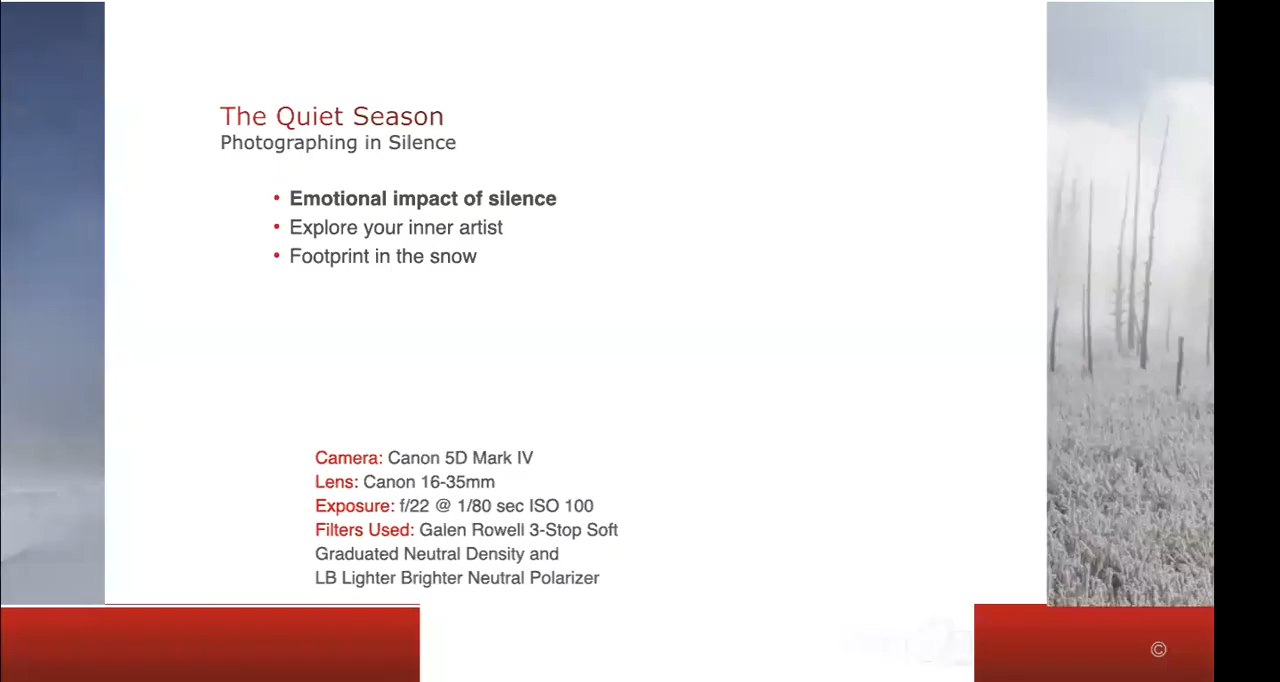 The Quiet Season
Photographing in Silence
• Emotional impact of silence
• Explore your inner artist
• Footprint in the snow
Camera: Canon 5D Mark IV
Lens: Canon 16-35mm
Exposure: f/22 @ 1/80 sec ISO 100
Filters Used: Galen Rowell 3-Stop Soft
Graduated Neutral Density and
LB Lighter Brighter Neutral Polarizer
©